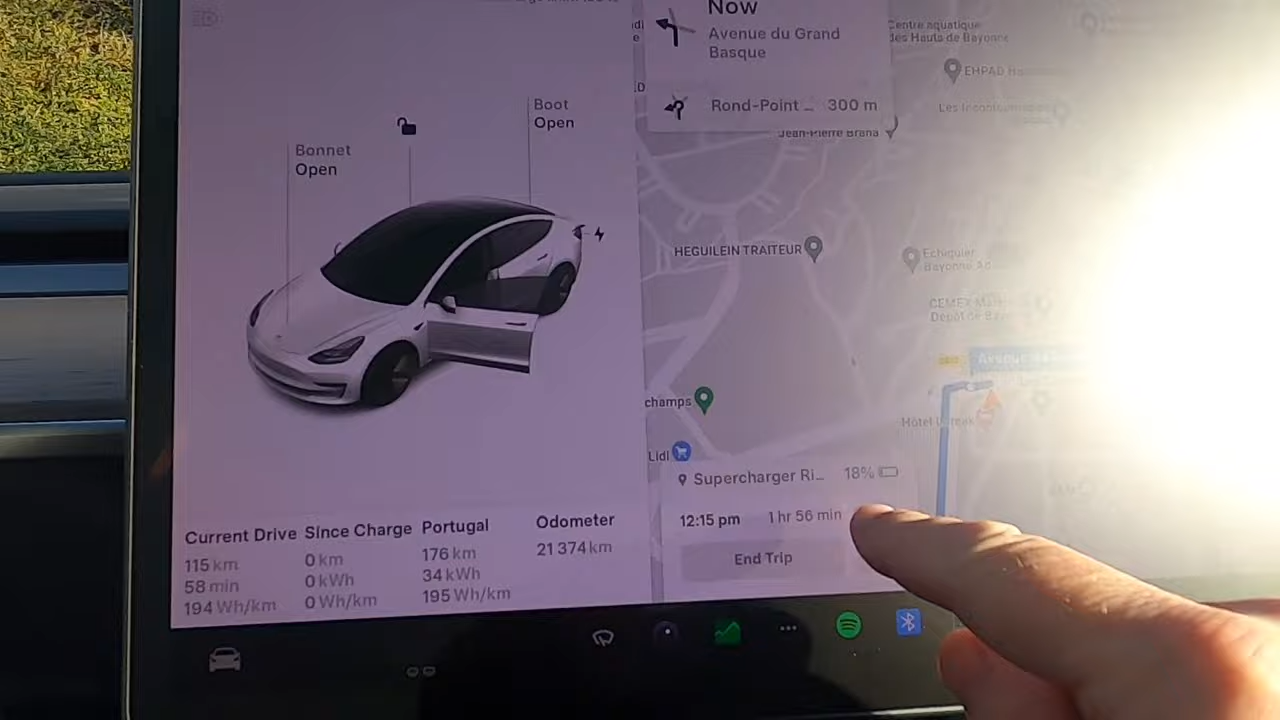 Bonnet
Open
Boot
Open
Current Drive
115 km
58 min
194 Wh/km
Since Charge
0 km
0 kWh
0 Wh/km
Portugal
176 km
34 kWh
195 Wh/km
Odometer
21 374 km
Now
Avenue du Grand
Basque
Rond-Point ... 300 m
Centre aquatique
des Hauts de Bayonne
EHPAD
Jean-Pierre Brana
HEGUILEIN TRAITEUR
Echiquier
Bayonne
CEMEX
champs
Lidl
Hôtel
Supercharger Ri... 18%
12:15 pm 1 hr 56 min
End Trip